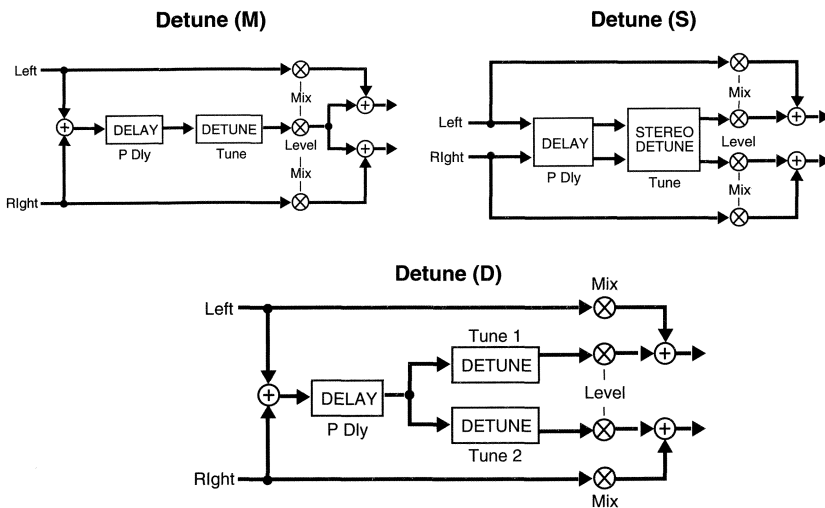 Detune (M)
Left
DELAY
P Dly
DETUNE
Tune
Mix
Level
Mix
RIght
Detune (S)
Left
RIght
DELAY
P Dly
STEREO
DETUNE
Tune
Mix
Level
Mix
Detune (D)
Mix
Left
Tune 1
DETUNE
DELAY
P Dly
Level
DETUNE
Tune 2
RIght
Mix